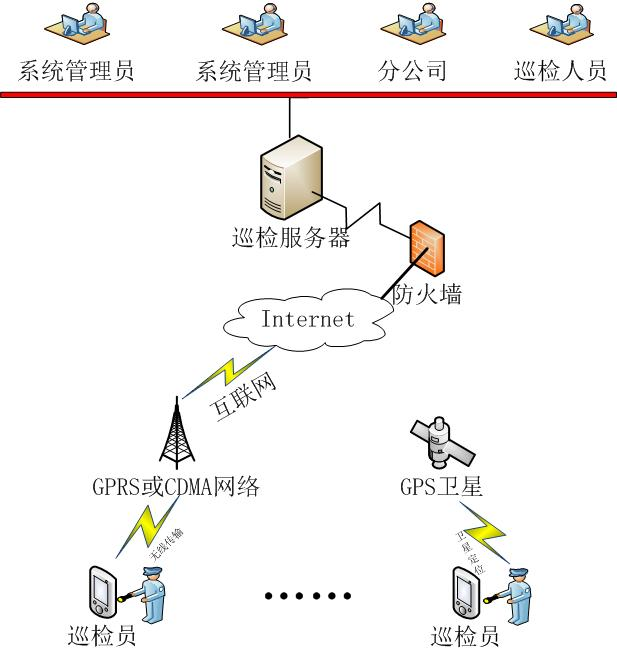 系统管理员
系统管理员
分公司
巡检人员
巡检服务器
防火墙
Internet
互联网
GPRS或CDMA网络
GPS卫星
无线传输
卫星定位
巡检员
······
巡检员